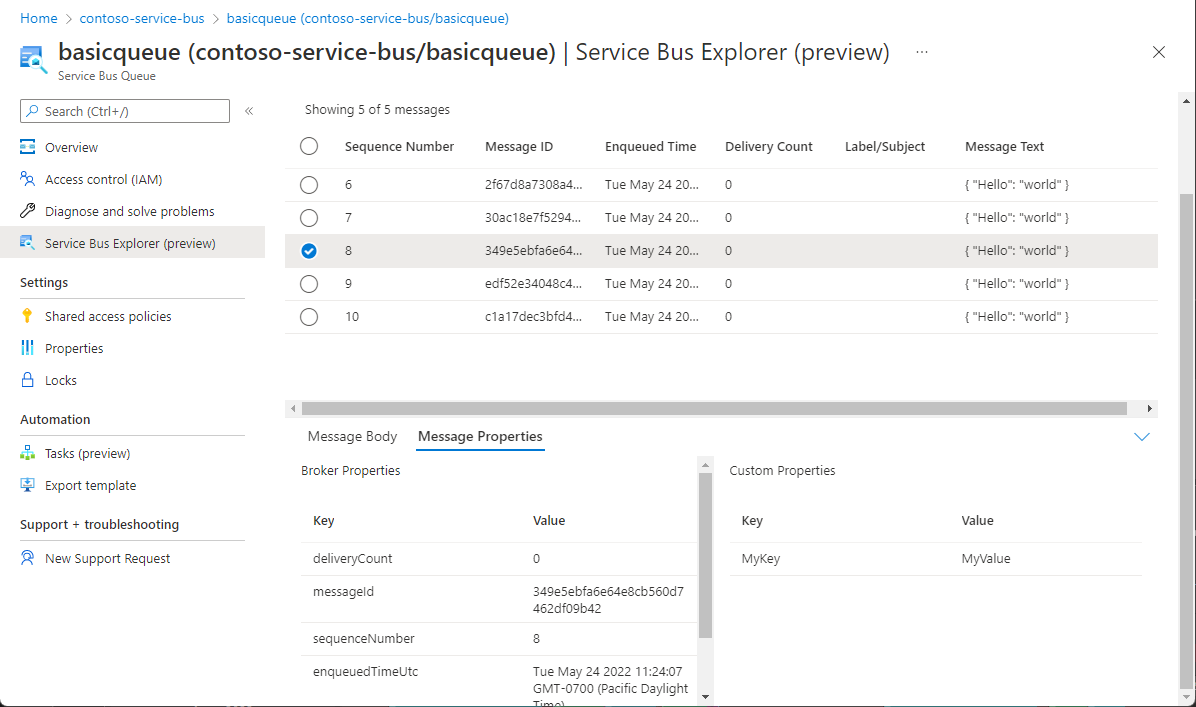 Home > contoso-service-bus > basicqueue (contoso-service-bus/basicqueue)
basicqueue (contoso-service-bus/basicqueue) | Service Bus Explorer (preview) ...
Service Bus Queue
Search (Ctrl+/) «
Overview
Access control (IAM)
Diagnose and solve problems
Service Bus Explorer (preview)
Settings
Shared access policies
Properties
Locks
Automation
Tasks (preview)
Export template
Support + troubleshooting
New Support Request
Showing 5 of 5 messages
Sequence Number Message ID Enqueued Time Delivery Count Label/Subject Message Text
6 2f67d8a7308a4... Tue May 24 20... 0 { "Hello": "world" }
7 30ac18e7f5294... Tue May 24 20... 0 { "Hello": "world" }
8 349e5ebfa6e64... Tue May 24 20... 0 { "Hello": "world" }
9 edf52e34048c4... Tue May 24 20... 0 { "Hello": "world" }
10 c1a17dec3bfd4... Tue May 24 20... 0 { "Hello": "world" }
Message Body Message Properties
Broker Properties
Key Value
deliveryCount 0
messageId 349e5ebfa6e64e8cb560d7
462df09b42
sequenceNumber 8
enqueuedTimeUtc Tue May 24 2022 11:24:07
GMT-0700 (Pacific Daylight
Time)
Custom Properties
Key Value
MyKey MyValue